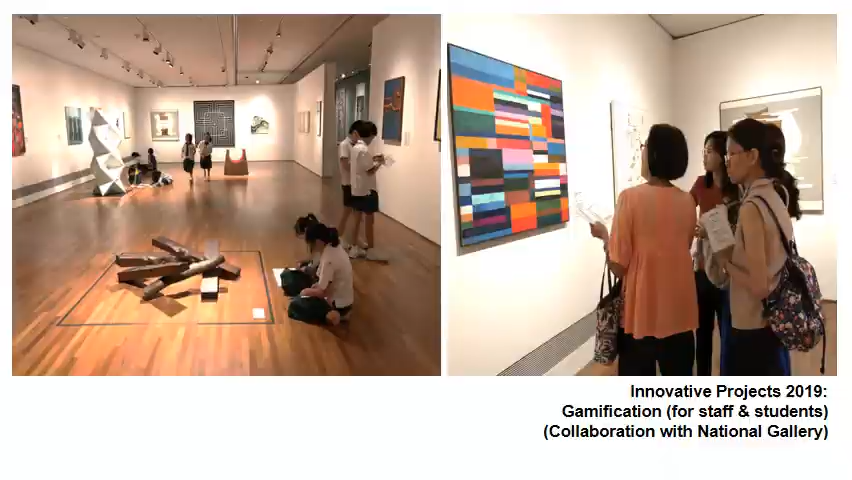 Innovative Projects 2019:
Gamification (for staff & students)
(Collaboration with National Gallery)